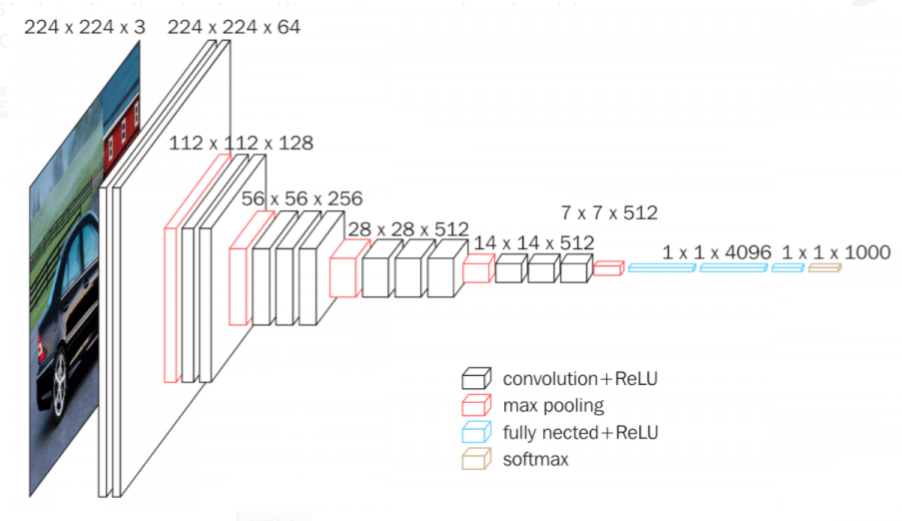 224 x 224 x 3 224 x 224 x 64
112 x 112 x 128
56 x 56 x 256
28 x 28 x 512
14 x 14 x 512
7 x 7 x 512
1 x 1 x 4096 1 x 1 x 1000
convolution+ReLU
max pooling
fully nected+ReLU
softmax